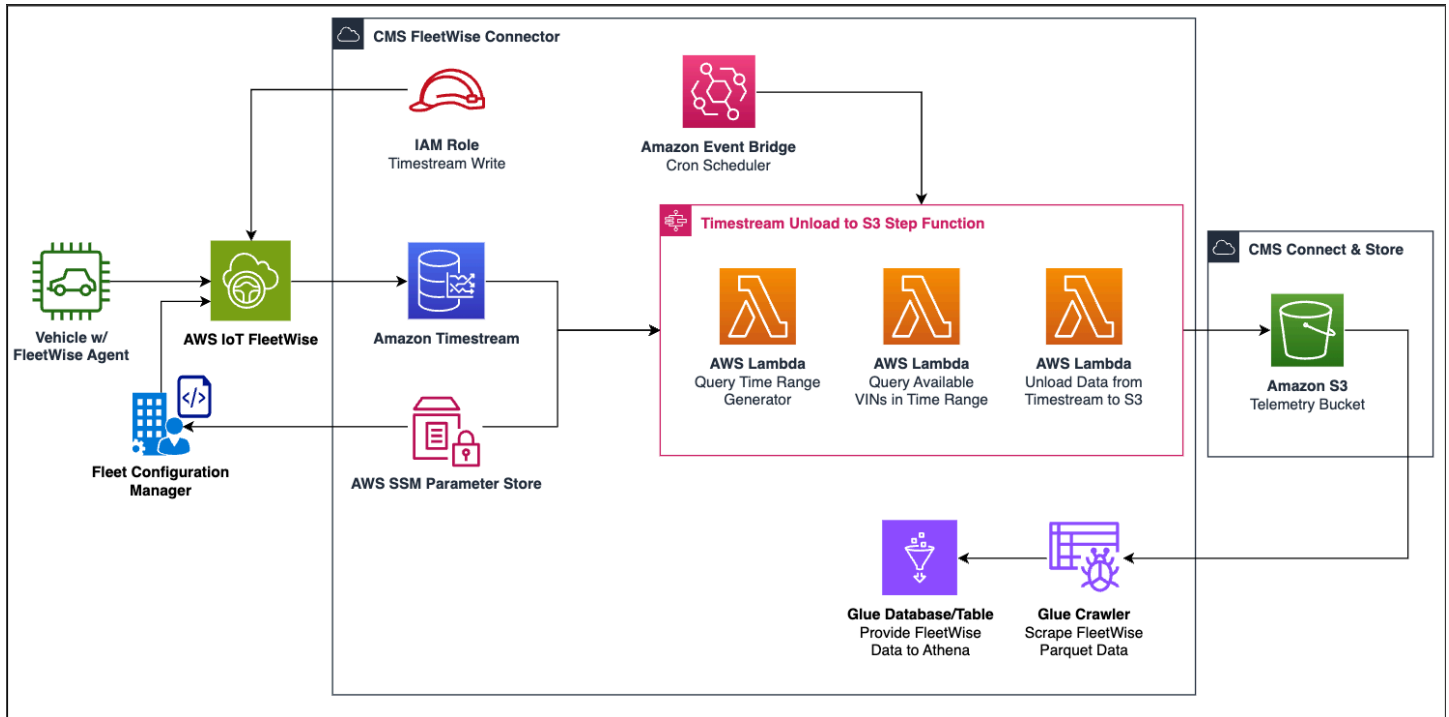 CMS FleetWise Connector
IAM Role
Timestream Write
Amazon Event Bridge
Cron Scheduler
Timestream Unload to S3 Step Function
CMS Connect & Store
Vehicle w/
FleetWise Agent
AWS IoT FleetWise
Amazon Timestream
AWS Lambda
Query Time Range
Generator
AWS Lambda
Query Available
VINs in Time Range
AWS Lambda
Unload Data from
Timestream to S3
Amazon S3
Telemetry Bucket
</>
Fleet Configuration
Manager
AWS SSM Parameter Store
Glue Database/Table
Provide FleetWise
Data to Athena
Glue Crawler
Scrape FleetWise
Parquet Data